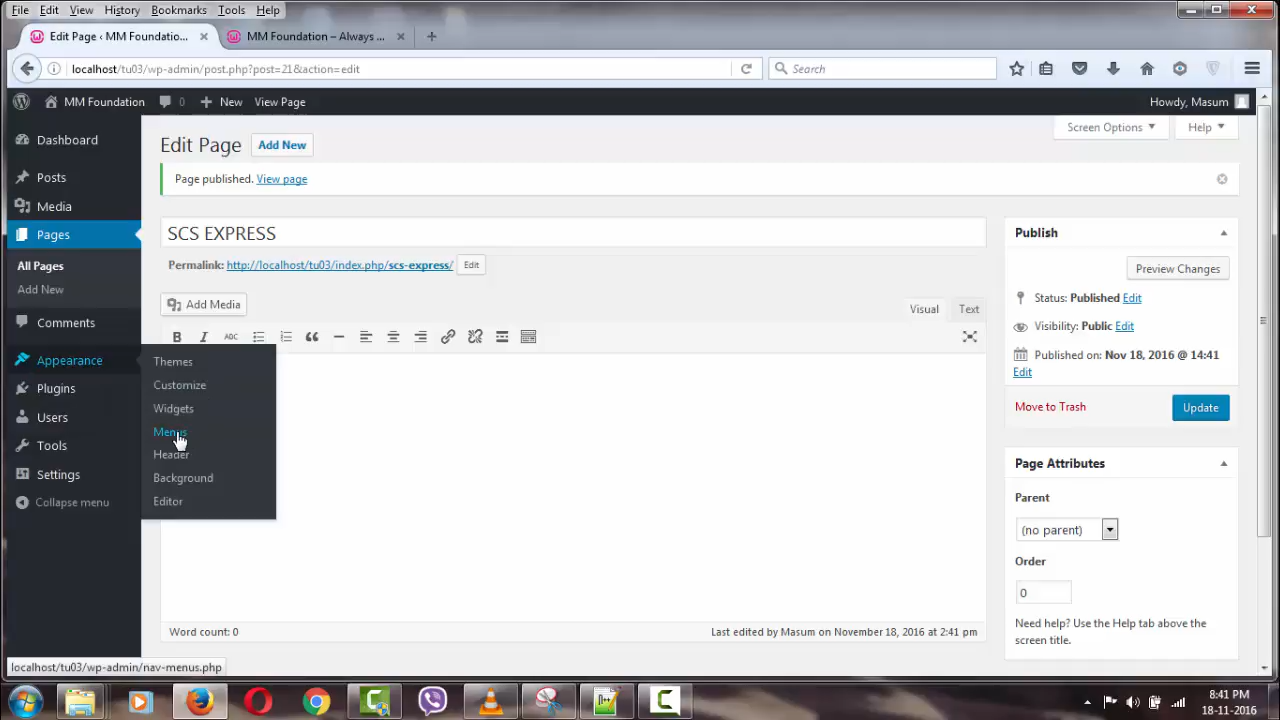 File Edit View History Bookmarks Tools Help
Edit Page ‹ MM Foundatio... × MM Foundation – Always ... × +
localhost/tu03/wp-admin/post.php?post=21&action=edit Search
MM Foundation 0 + New View Page Howdy, Masum
Dashboard
Posts
Media
Pages
All Pages
Add New
Comments
Appearance
Plugins
Users
Tools
Settings
Collapse menu
Themes
Customize
Widgets
Menus
Header
Background
Editor
Screen Options Help
Edit Page Add New
Page published. View page
SCS EXPRESS
Permalink: http://localhost/tu03/index.php/scs-express/ Edit
Add Media Visual Text
B I ABC
Word count: 0 Last edited by Masum on November 18, 2016 at 2:41 pm
Publish
Preview Changes
Status: Published Edit
Visibility: Public Edit
Published on: Nov 18, 2016 @ 14:41
Edit
Move to Trash Update
Page Attributes
Parent
(no parent)
Order
0
Need help? Use the Help tab above the
screen title.
localhost/tu03/wp-admin/nav-menus.php
8:41 PM
18-11-2016